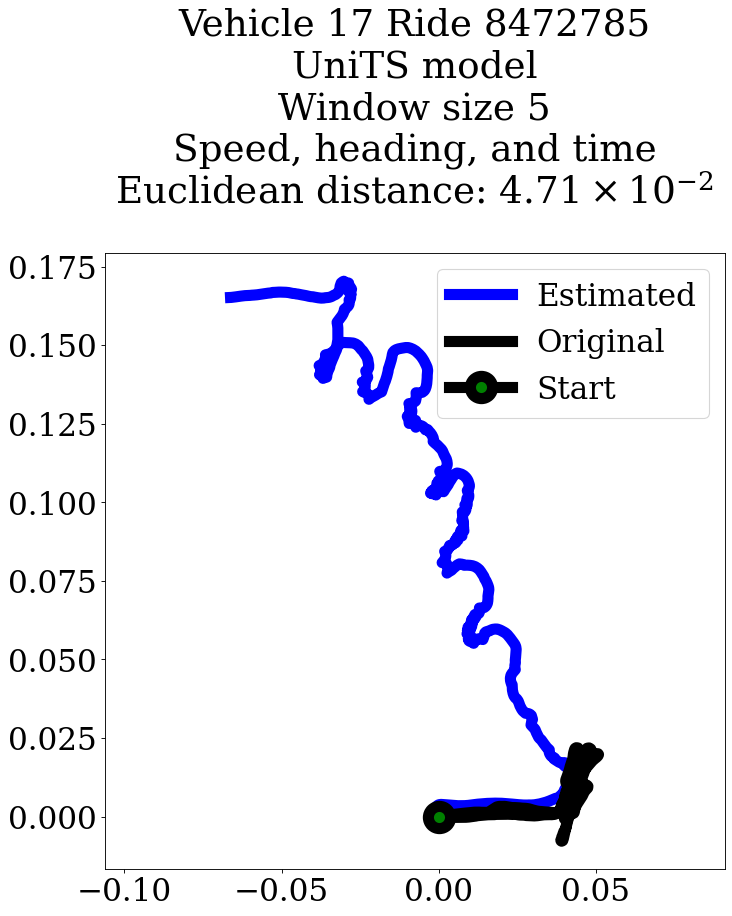 Vehicle 17 Ride 8472785
UniTS model
Window size 5
Speed, heading, and time
Euclidean distance: 4.71 × 10⁻²
Estimated
Original
Start
0.175
0.150
0.125
0.100
0.075
0.050
0.025
0.000
−0.10
−0.05
0.00
0.05